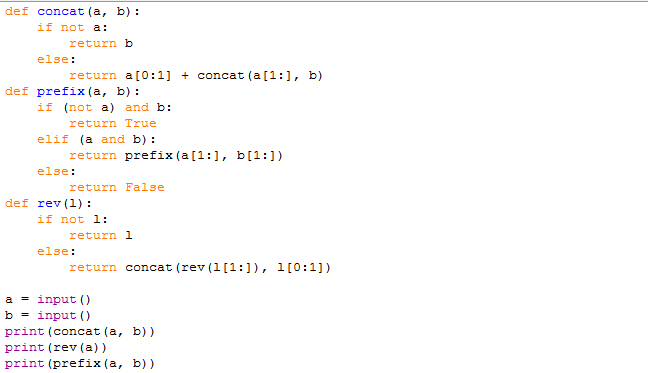 def concat(a, b):
    if not a:
        return b
    else:
        return a[0:1] + concat(a[1:], b)
def prefix(a, b):
    if (not a) and b:
        return True
    elif (a and b):
        return prefix(a[1:], b[1:])
    else:
        return False
def rev(l):
    if not l:
        return l
    else:
        return concat(rev(l[1:]), l[0:1])

a = input()
b = input()
print(concat(a, b))
print(rev(a))
print(prefix(a, b))